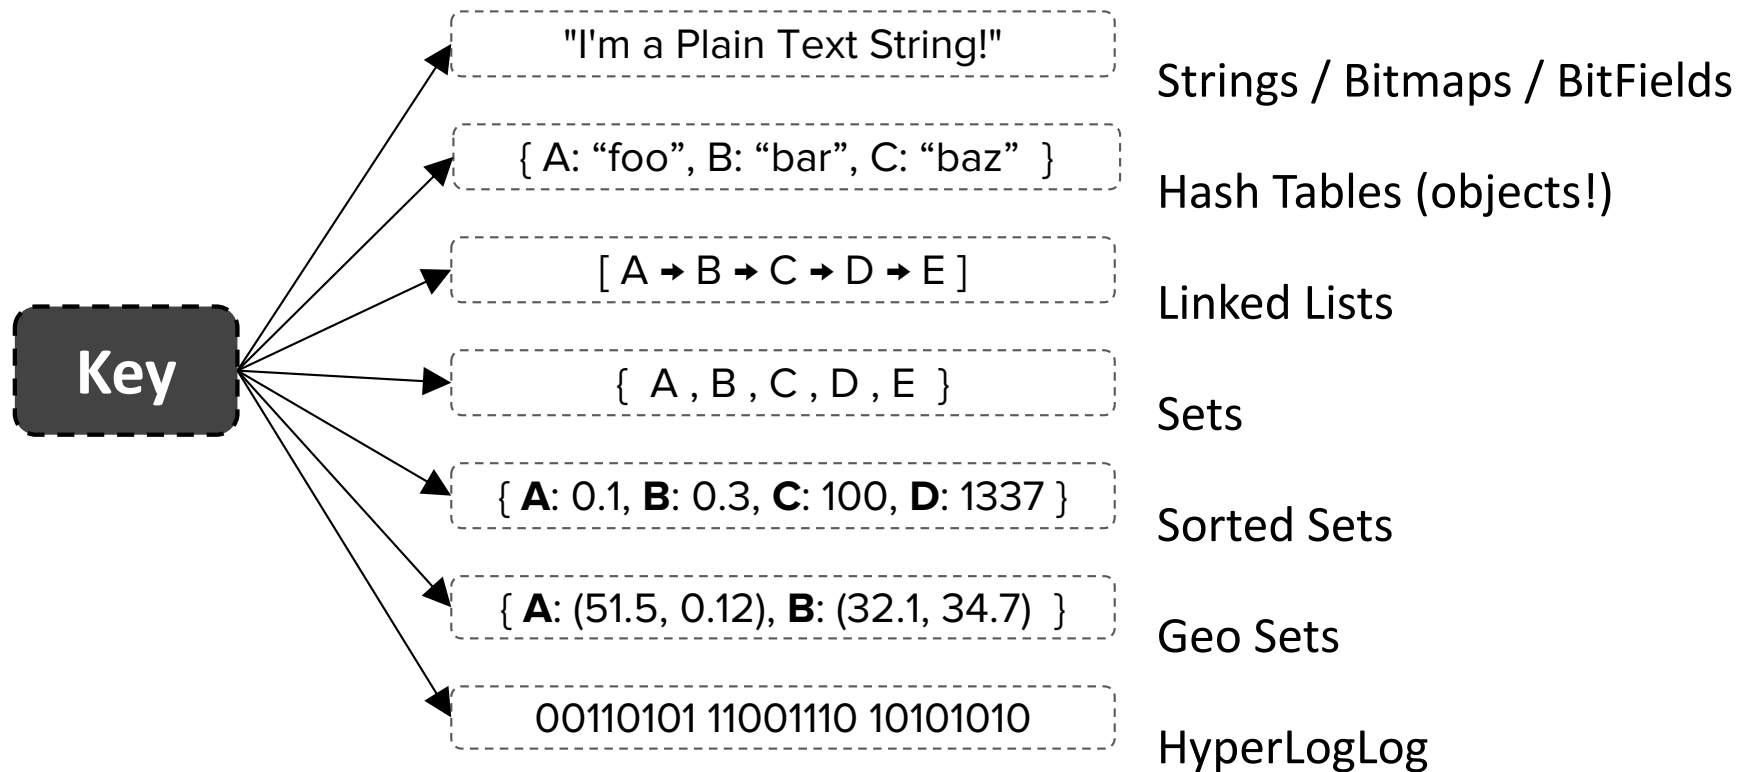 "I'm a Plain Text String!"
Strings / Bitmaps / BitFields
{ A: “foo”, B: “bar”, C: “baz” }
Hash Tables (objects!)
[ A → B → C → D → E ]
Linked Lists
Key
{ A , B , C , D , E }
Sets
{ A: 0.1, B: 0.3, C: 100, D: 1337 }
Sorted Sets
{ A: (51.5, 0.12), B: (32.1, 34.7) }
Geo Sets
00110101 11001110 10101010
HyperLogLog